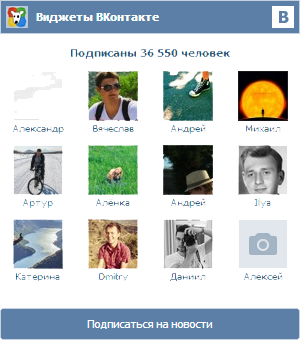 Виджеты ВКонтакте
В
Подписаны 36 550 человек
Александр Вячеслав Андрей Михаил
Артур Аленка Андрей Ilya
Катерина Dmitry Даниил Алексей
Подписаться на новости